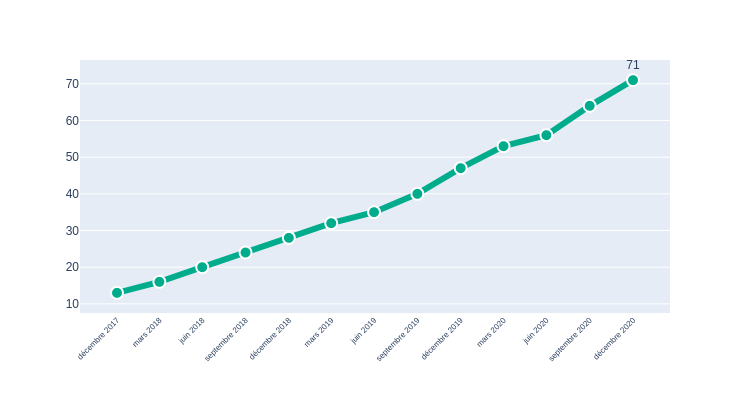 71
70
60
50
40
30
20
10
décembre 2017
mars 2018
juin 2018
septembre 2018
décembre 2018
mars 2019
juin 2019
septembre 2019
décembre 2019
mars 2020
juin 2020
septembre 2020
décembre 2020